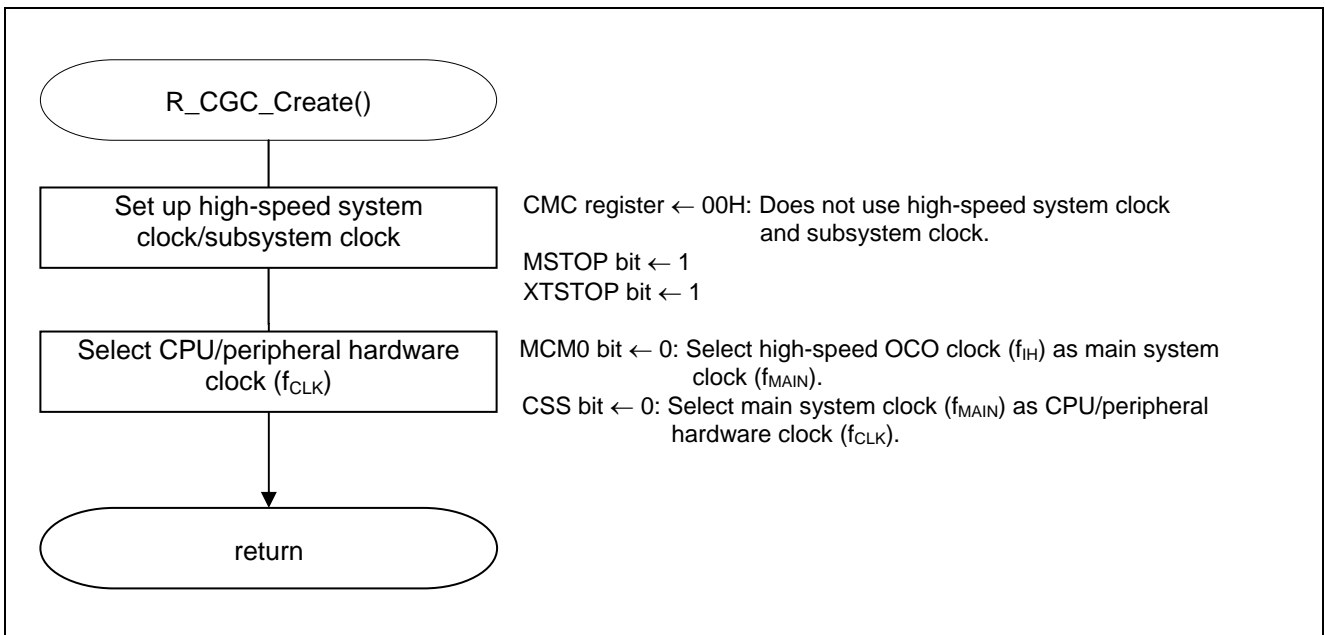 R_CGC_Create()
Set up high-speed system
clock/subsystem clock
CMC register ← 00H: Does not use high-speed system clock
and subsystem clock.
MSTOP bit ← 1
XTSTOP bit ← 1
Select CPU/peripheral hardware
clock (fCLK)
MCM0 bit ← 0: Select high-speed OCO clock (fIH) as main system
clock (fMAIN).
CSS bit ← 0: Select main system clock (fMAIN) as CPU/peripheral
hardware clock (fCLK).
return